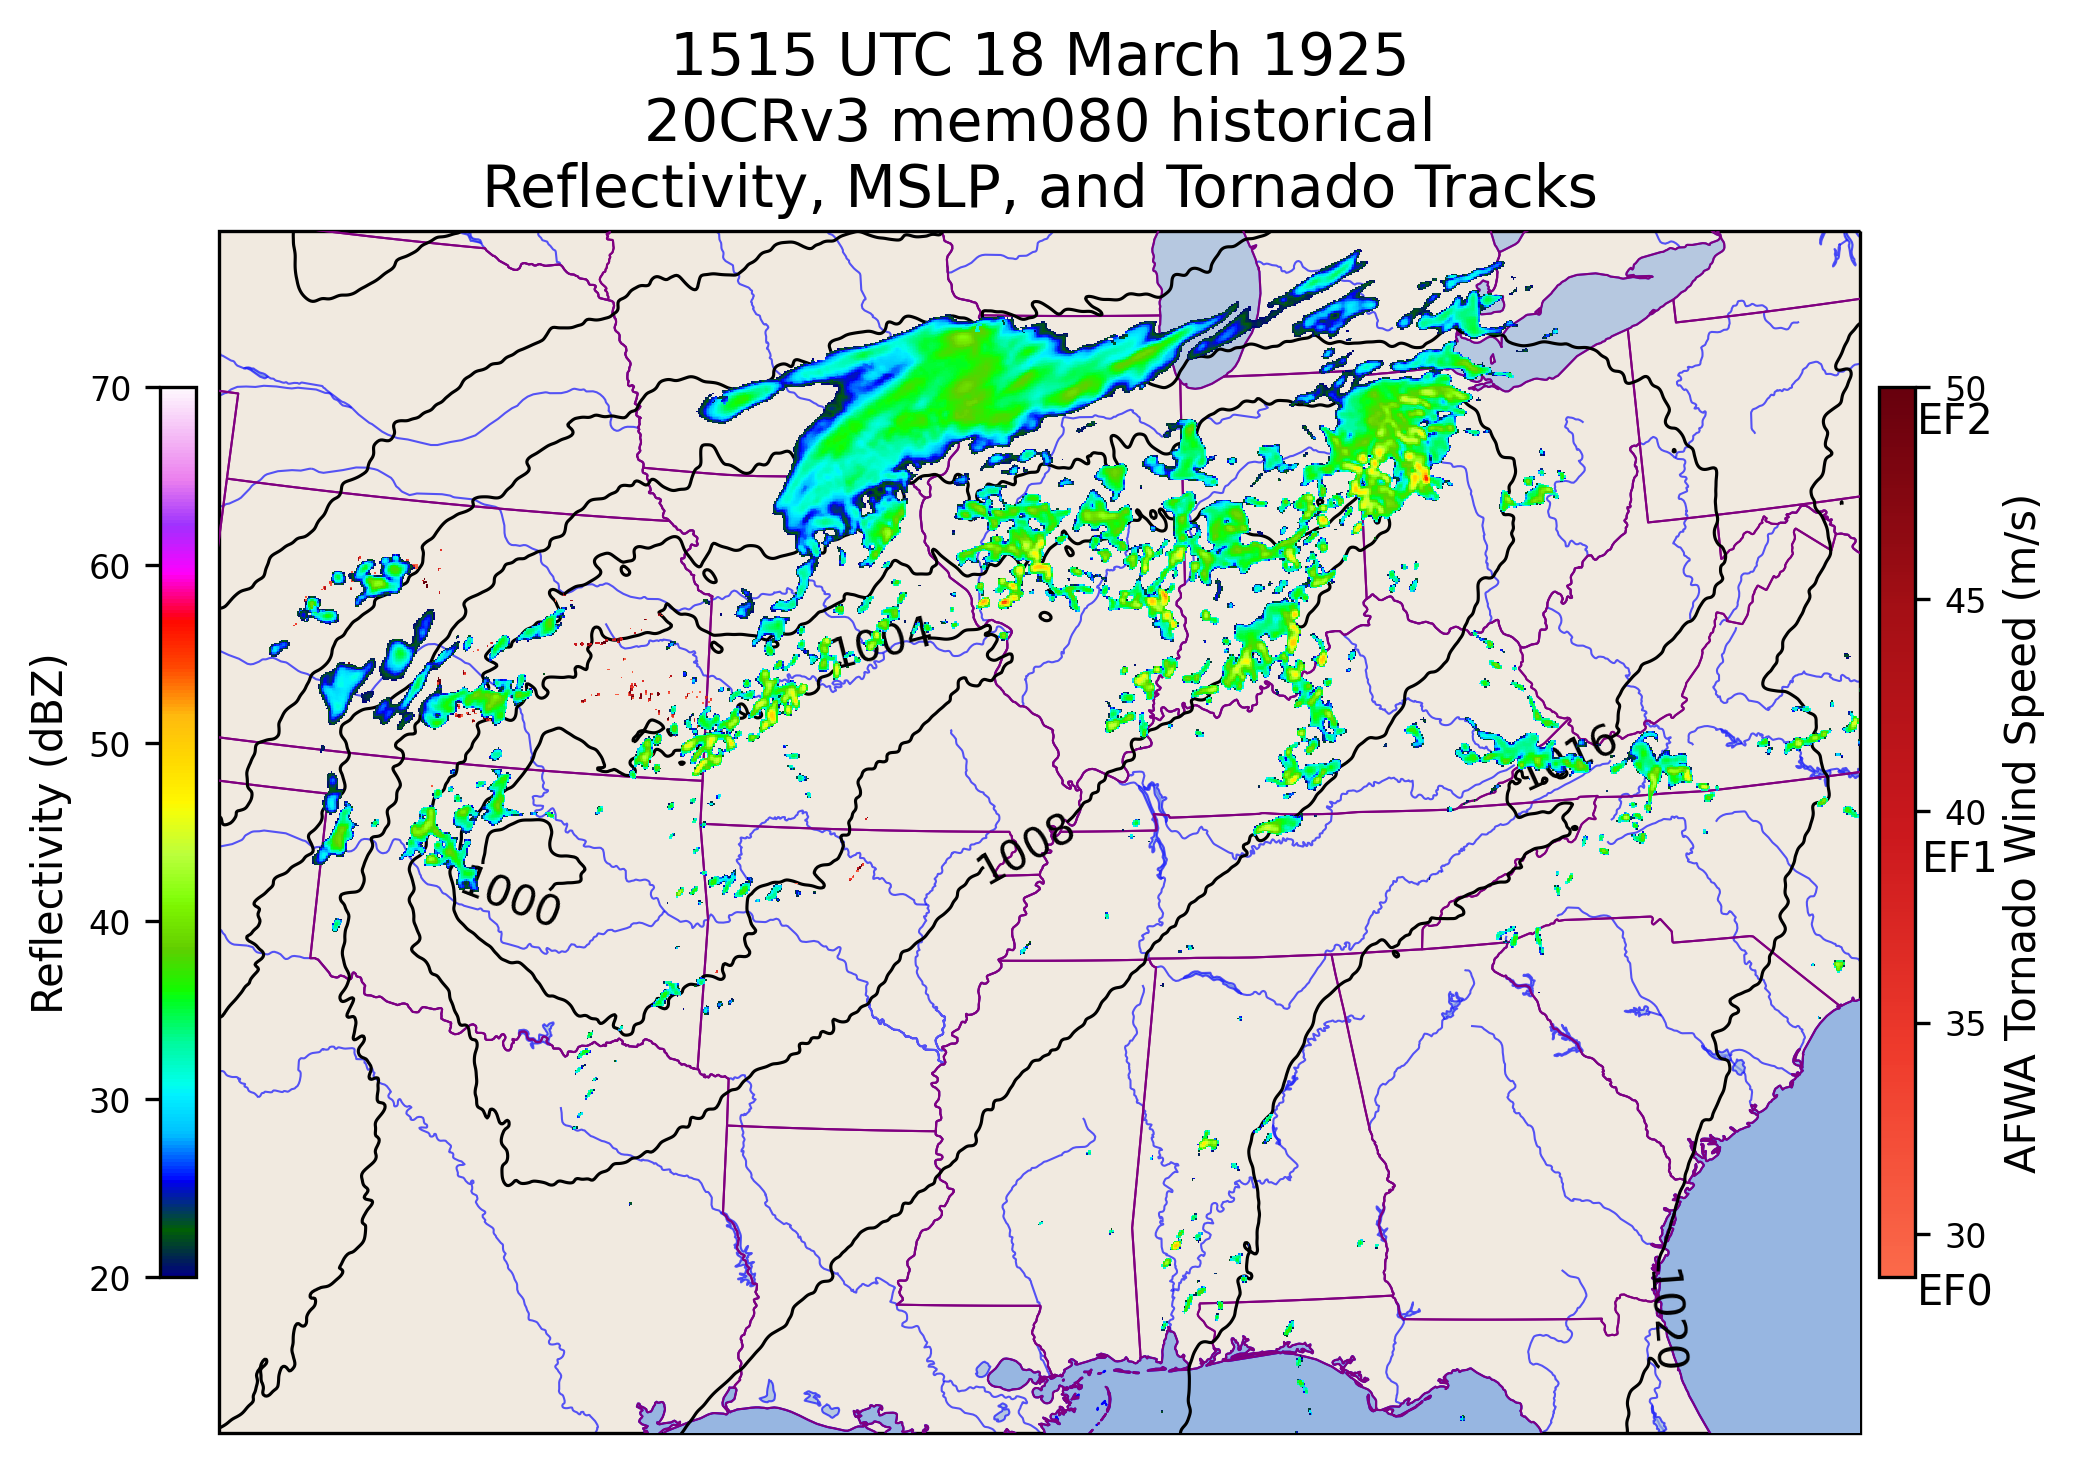 1515 UTC 18 March 1925
20CRv3 mem080 historical
Reflectivity, MSLP, and Tornado Tracks
70
60
50
40
30
20
Reflectivity (dBZ)
1004
1016
1008
1000
1020
50
EF2
45
40
EF1
35
30
EF0
AFWA Tornado Wind Speed (m/s)